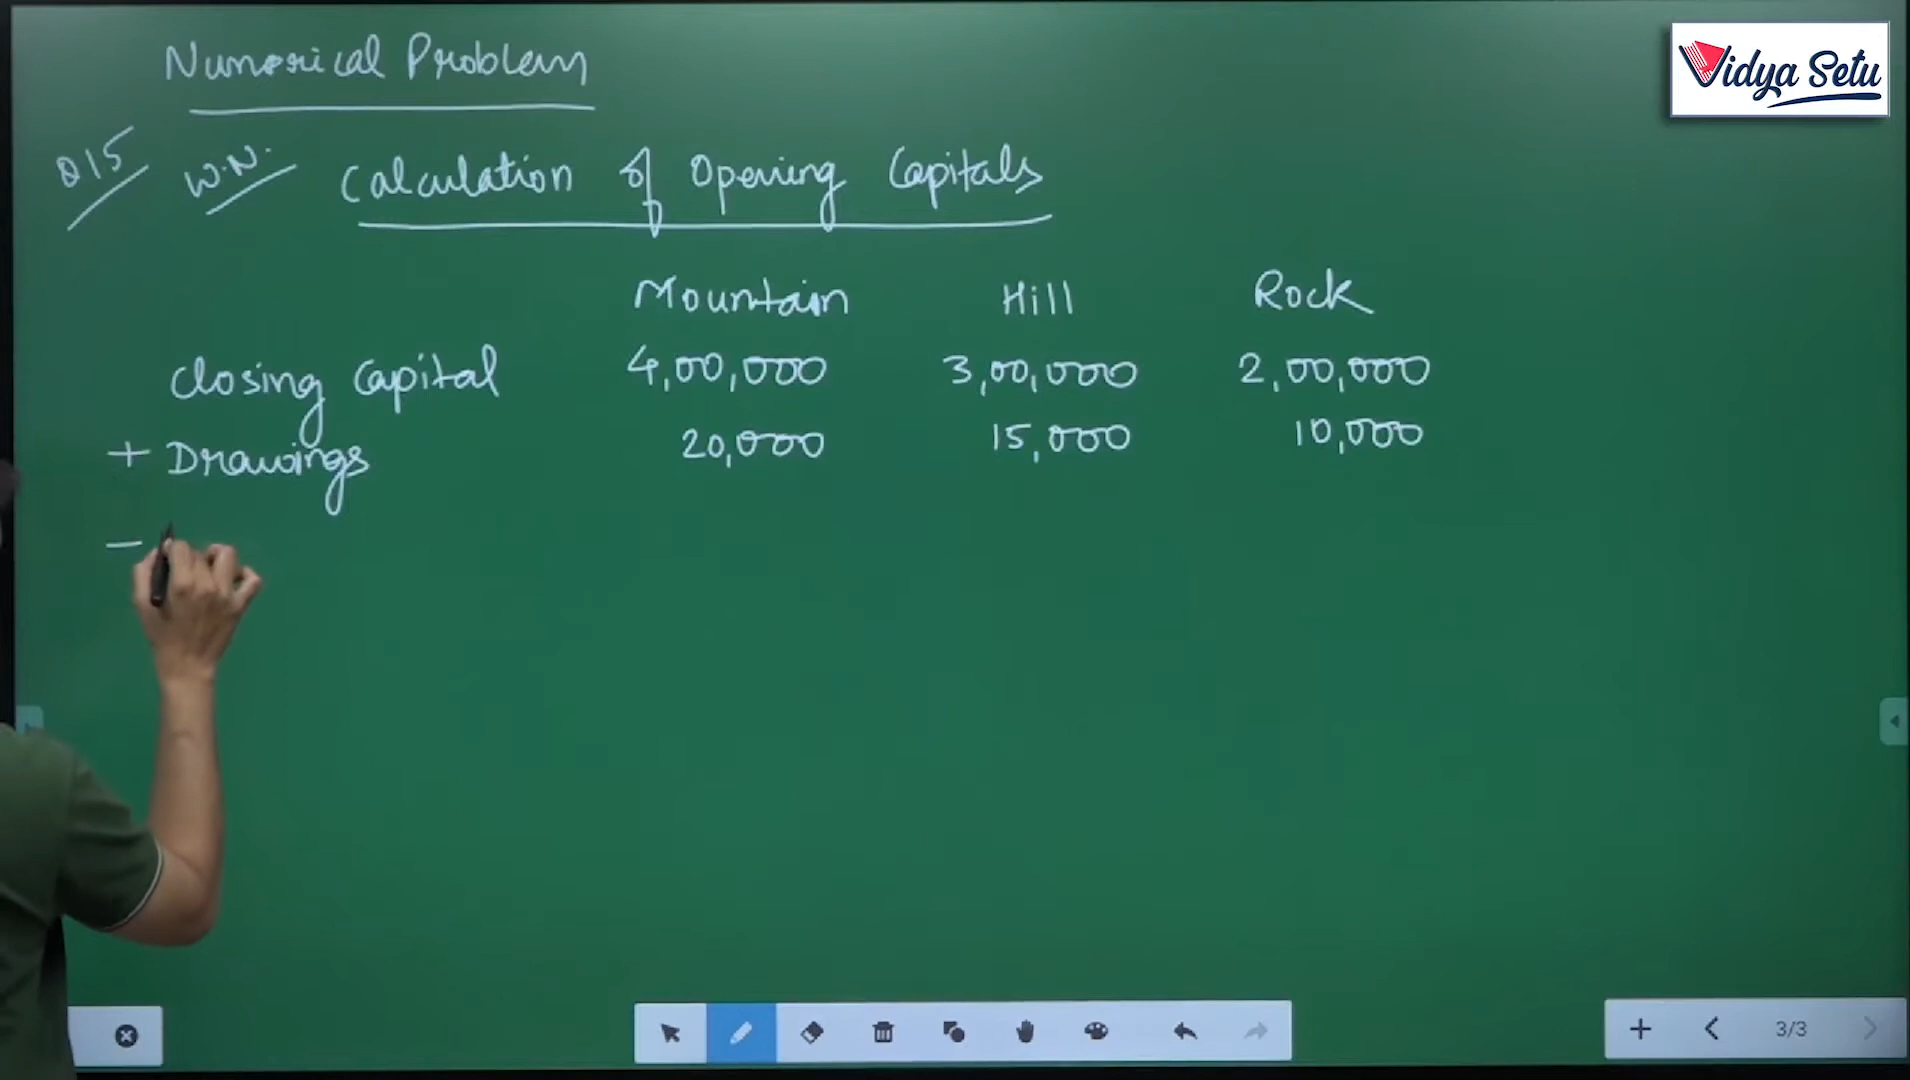 Numerical Problem
Vidya Setu
Q15 W.N. Calculation of Opening Capitals
Mountain Hill Rock
Closing Capital 4,00,000 3,00,000 2,00,000
+ Drawings 20,000 15,000 10,000
-
3/3